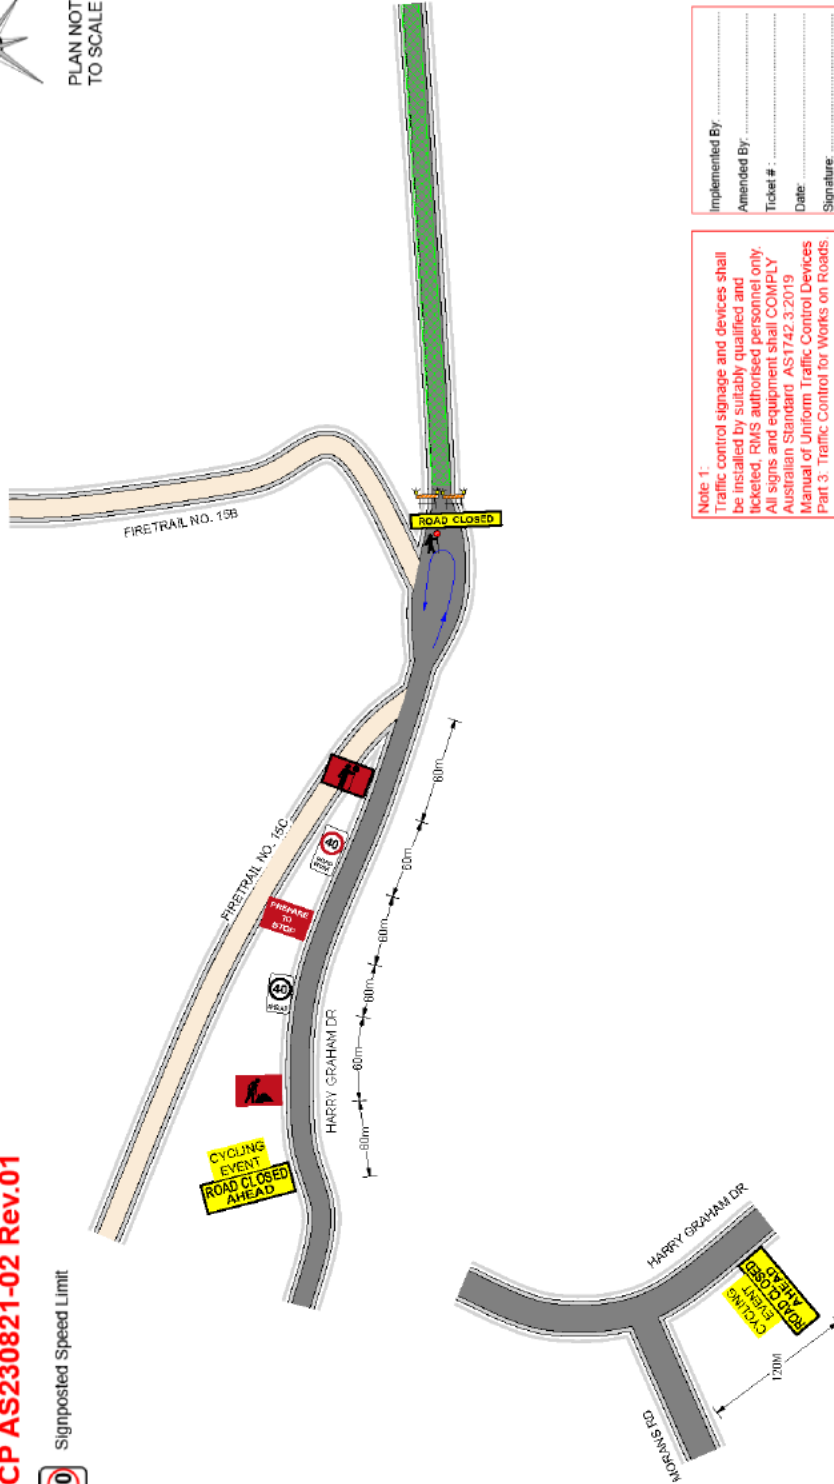 PLAN NOT
TO SCALE
CP AS230821-02 Rev.01
Signposted Speed Limit
FIRETRAIL NO. 15B
ROAD CLOSED
FIRETRAIL NO. 15C
60m
60m
60m
60m
60m
60m
40
PREPARE
TO
STOP
40
AHEAD
HARRY GRAHAM DR
CYCLING
EVENT
ROAD CLOSED
AHEAD
HARRY GRAHAM DR
CYCLING
EVENT
ROAD CLOSED
AHEAD
120M
MORANS RD
Note 1:
Traffic control signage and devices shall
be installed by suitably qualified and
ticketed, RMS authorised personnel only.
All signs and equipment shall COMPLY
Australian Standard AS1742.3:2019
Manual of Uniform Traffic Control Devices
Part 3: Traffic Control for Works on Roads.
Implemented By:
Amended By:
Ticket # :
Date:
Signature: